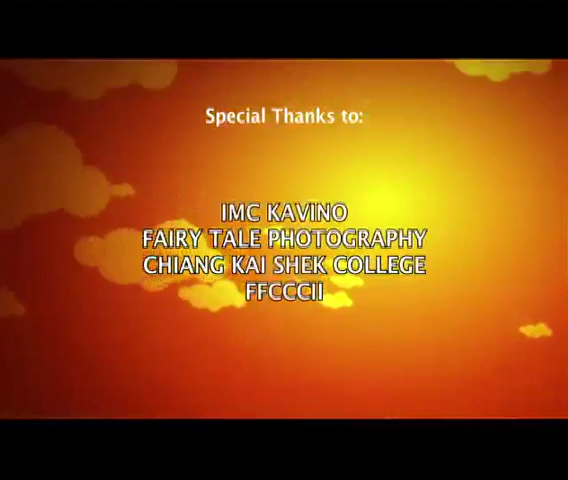 Special Thanks to:
IMC KAVINO
FAIRY TALE PHOTOGRAPHY
CHIANG KAI SHEK COLLEGE
FFCCCII